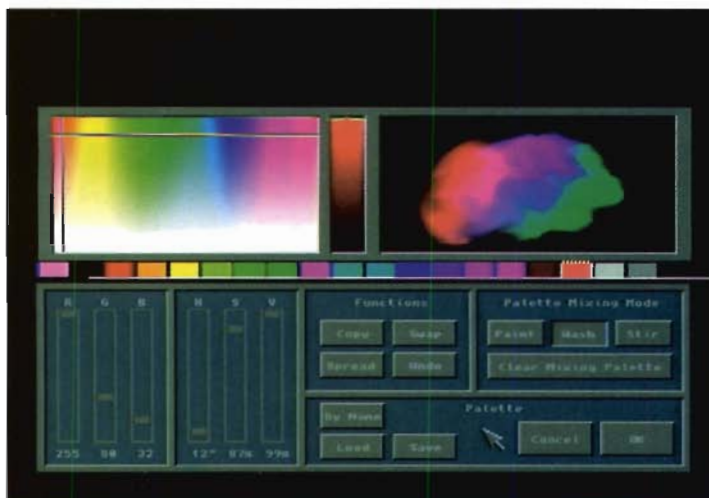 R G B
H S V
255 80 32
12° 87% 99%
Functions
Copy Swap
Spread Undo
Palette Mixing Mode
Paint Wash Stir
Clear Mixing Palette
Palette
By Name
Load Save
Cancel OK